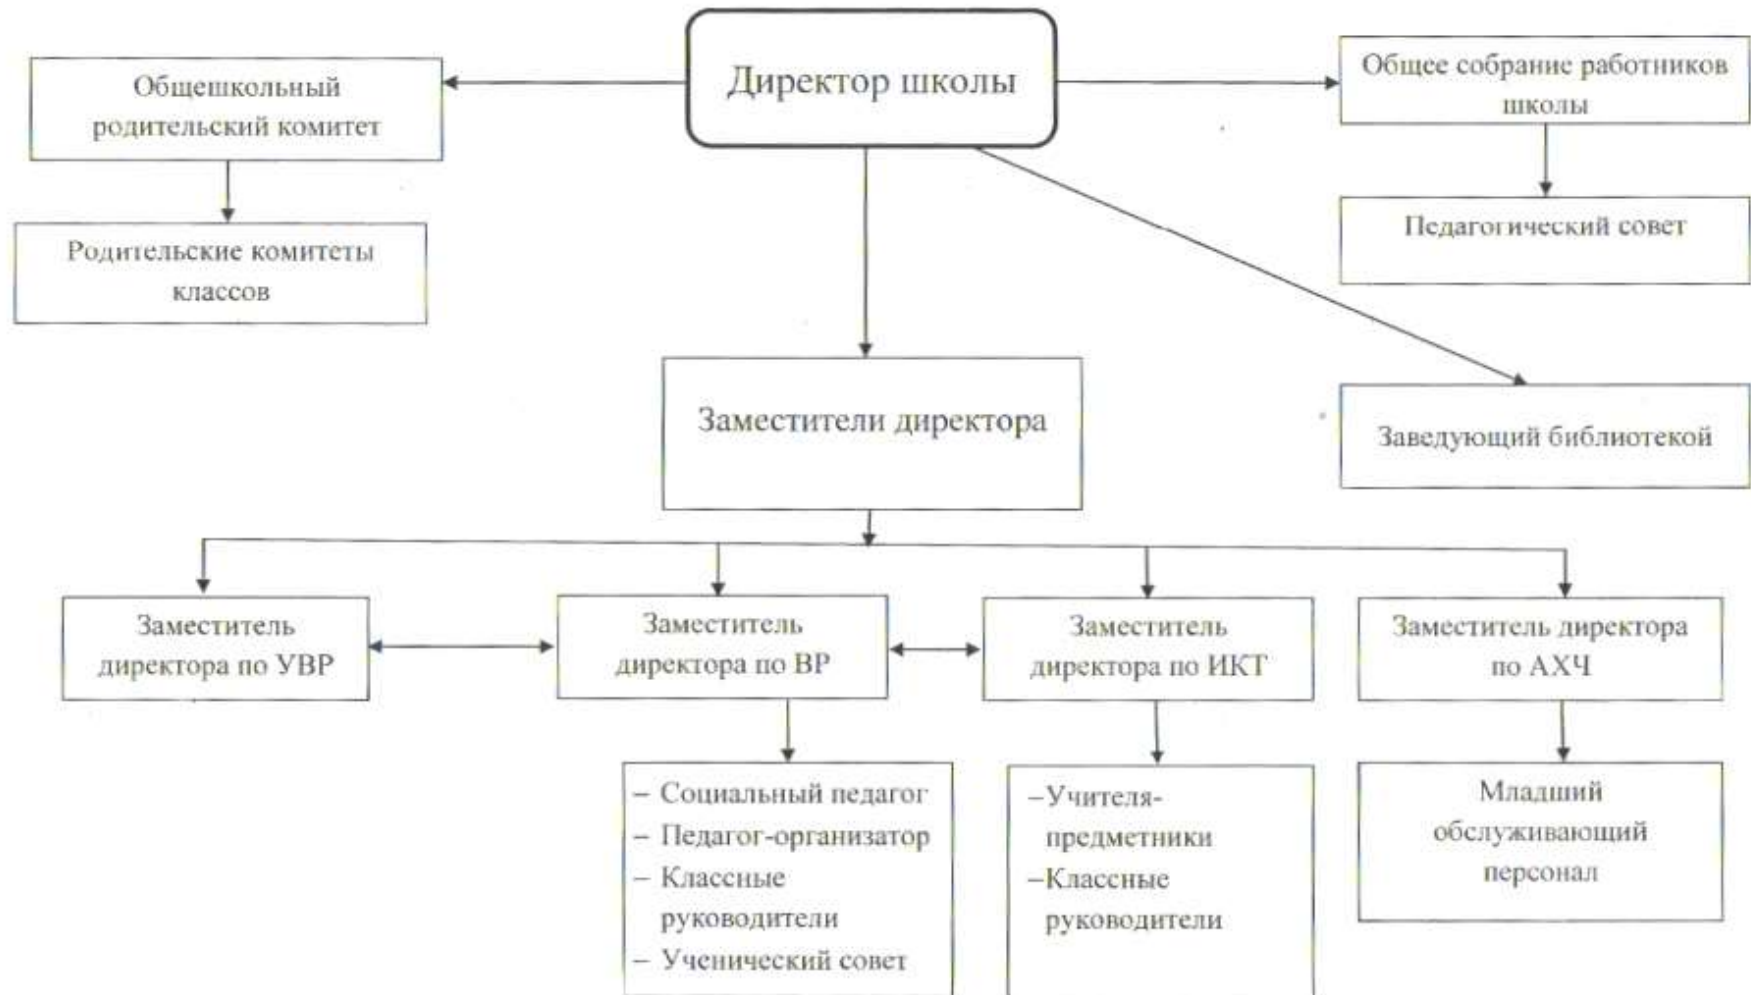 Директор школы
Общешкольный
родительский комитет
Общее собрание работников
школы
Родительские комитеты
классов
Педагогический совет
Заместители директора
Заведующий библиотекой
Заместитель
директора по УВР
Заместитель
директора по ВР
Заместитель
директора по ИКТ
Заместитель директора
по АХЧ
– Социальный педагог
– Педагог-организатор
– Классные
руководители
– Ученический совет
–Учителя-
предметники
–Классные
руководители
Младший
обслуживающий
персонал